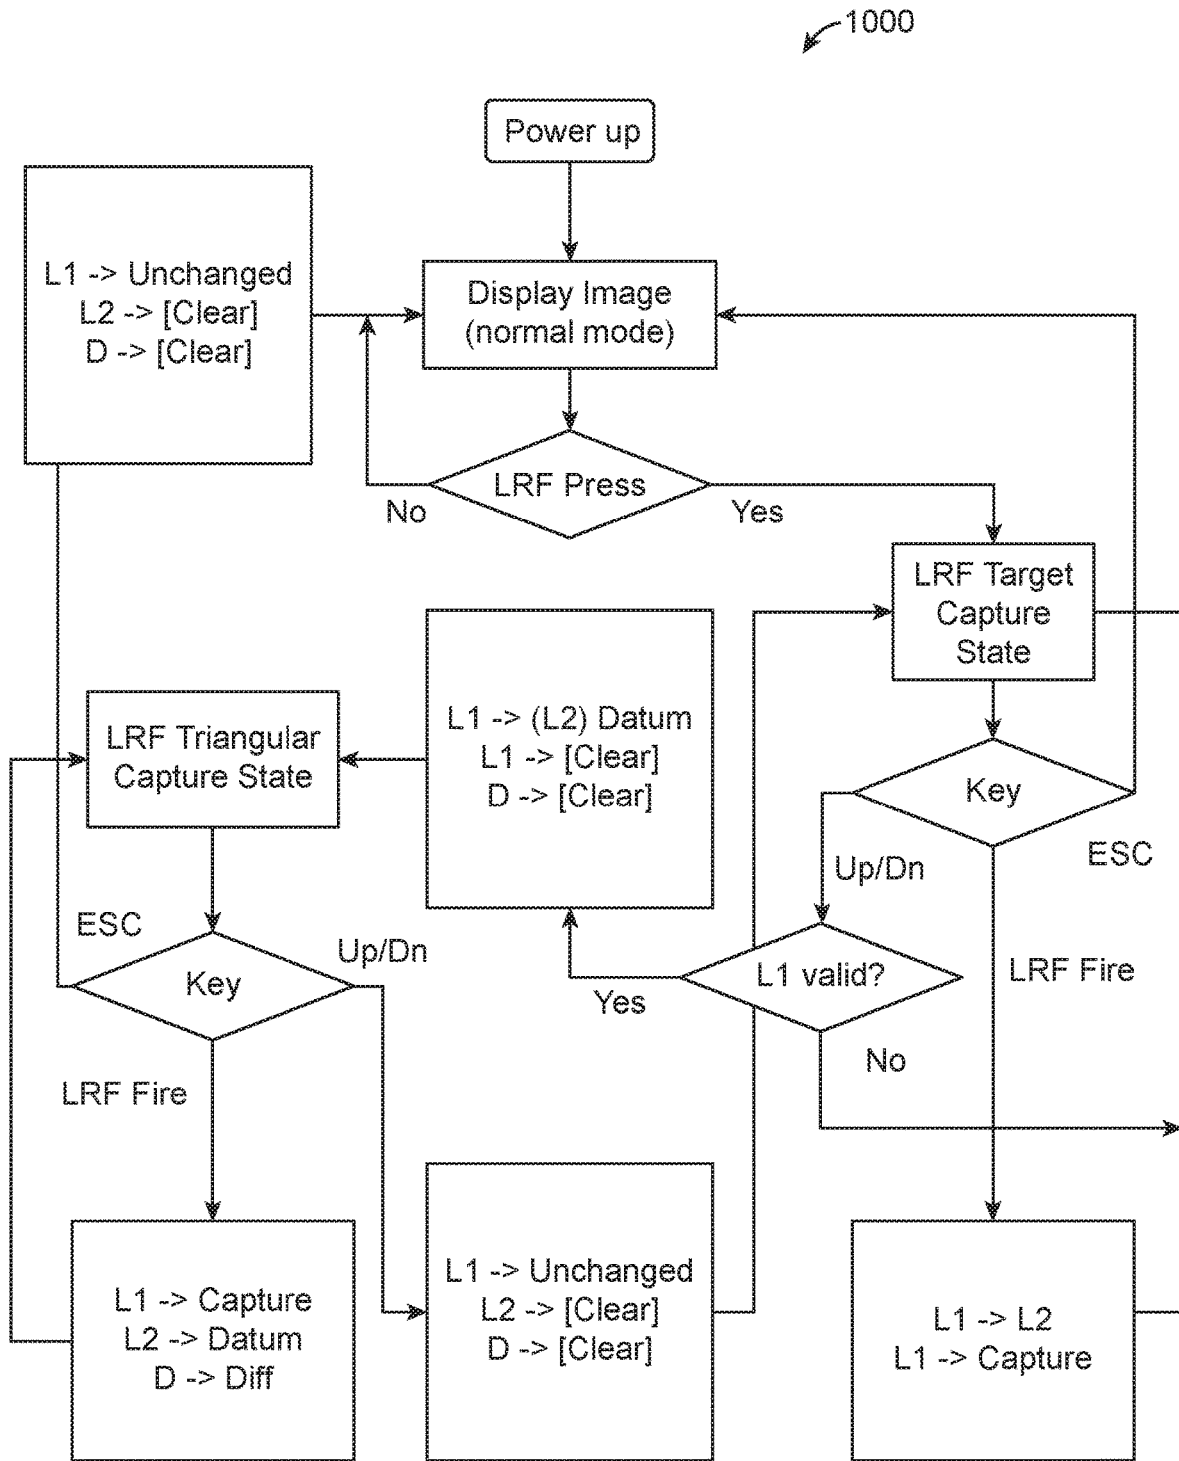 1000
Power up
L1 -> Unchanged
L2 -> [Clear]
D -> [Clear]
Display Image
(normal mode)
LRF Press
No
Yes
LRF Target
Capture
State
LRF Triangular
Capture State
L1 -> (L2) Datum
L1 -> [Clear]
D -> [Clear]
Key
ESC
Up/Dn
ESC
Up/Dn
Key
L1 valid?
Yes
LRF Fire
No
LRF Fire
L1 -> Capture
L2 -> Datum
D -> Diff
L1 -> Unchanged
L2 -> [Clear]
D -> [Clear]
L1 -> L2
L1 -> Capture